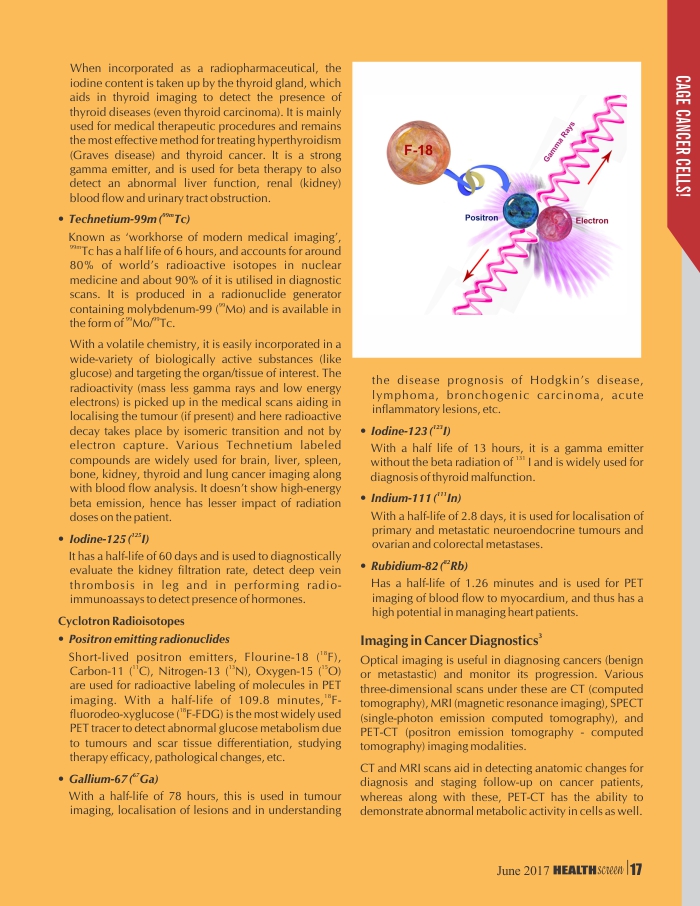 When incorporated as a radiopharmaceutical, the
iodine content is taken up by the thyroid gland, which
aids in thyroid imaging to detect the presence of
thyroid diseases (even thyroid carcinoma). It is mainly
used for medical therapeutic procedures and remains
the most effective method for treating hyperthyroidism
(Graves disease) and thyroid cancer. It is a strong
gamma emitter, and is used for beta therapy to also
detect an abnormal liver function, renal (kidney)
blood flow and urinary tract obstruction.
• Technetium-99m (⁹⁹ᵐTc)
Known as ‘workhorse of modern medical imaging’,
⁹⁹ᵐTc has a half life of 6 hours, and accounts for around
80% of world’s radioactive isotopes in nuclear
medicine and about 90% of it is utilised in diagnostic
scans. It is produced in a radionuclide generator
containing molybdenum-99 (⁹⁹Mo) and is available in
the form of ⁹⁹Mo/⁹⁹Tc.
With a volatile chemistry, it is easily incorporated in a
wide-variety of biologically active substances (like
glucose) and targeting the organ/tissue of interest. The
radioactivity (mass less gamma rays and low energy
electrons) is picked up in the medical scans aiding in
localising the tumour (if present) and here radioactive
decay takes place by isomeric transition and not by
electron capture. Various Technetium labeled
compounds are widely used for brain, liver, spleen,
bone, kidney, thyroid and lung cancer imaging along
with blood flow analysis. It doesn’t show high-energy
beta emission, hence has lesser impact of radiation
doses on the patient.
• Iodine-125 (¹²⁵I)
It has a half-life of 60 days and is used to diagnostically
evaluate the kidney filtration rate, detect deep vein
thrombosis in leg and in performing radio-
immunoassays to detect presence of hormones.
Cyclotron Radioisotopes
• Positron emitting radionuclides
Short-lived positron emitters, Flourine-18 (¹⁸F),
Carbon-11 (¹¹C), Nitrogen-13 (¹³N), Oxygen-15 (¹⁵O)
are used for radioactive labeling of molecules in PET
imaging. With a half-life of 109.8 minutes,¹⁸F-
fluorodeo-xyglucose (¹⁸F-FDG) is the most widely used
PET tracer to detect abnormal glucose metabolism due
to tumours and scar tissue differentiation, studying
therapy efficacy, pathological changes, etc.
• Gallium-67 (⁶⁷Ga)
With a half-life of 78 hours, this is used in tumour
imaging, localisation of lesions and in understanding
F-18
Gamma Rays
Positron
Electron
the disease prognosis of Hodgkin’s disease,
lymphoma, bronchogenic carcinoma, acute
inflammatory lesions, etc.
• Iodine-123 (¹²³I)
With a half life of 13 hours, it is a gamma emitter
without the beta radiation of ¹³¹ I and is widely used for
diagnosis of thyroid malfunction.
• Indium-111 (¹¹¹In)
With a half-life of 2.8 days, it is used for localisation of
primary and metastatic neuroendocrine tumours and
ovarian and colorectal metastases.
• Rubidium-82 (⁸²Rb)
Has a half-life of 1.26 minutes and is used for PET
imaging of blood flow to myocardium, and thus has a
high potential in managing heart patients.
Imaging in Cancer Diagnostics³
Optical imaging is useful in diagnosing cancers (benign
or metastatic) and monitor its progression. Various
three-dimensional scans under these are CT (computed
tomography), MRI (magnetic resonance imaging), SPECT
(single-photon emission computed tomography), and
PET-CT (positron emission tomography - computed
tomography) imaging modalities.
CT and MRI scans aid in detecting anatomic changes for
diagnosis and staging follow-up on cancer patients,
whereas along with these, PET-CT has the ability to
demonstrate abnormal metabolic activity in cells as well.
CAGE CANCER CELLS!
June 2017 HEALTHscreen | 17